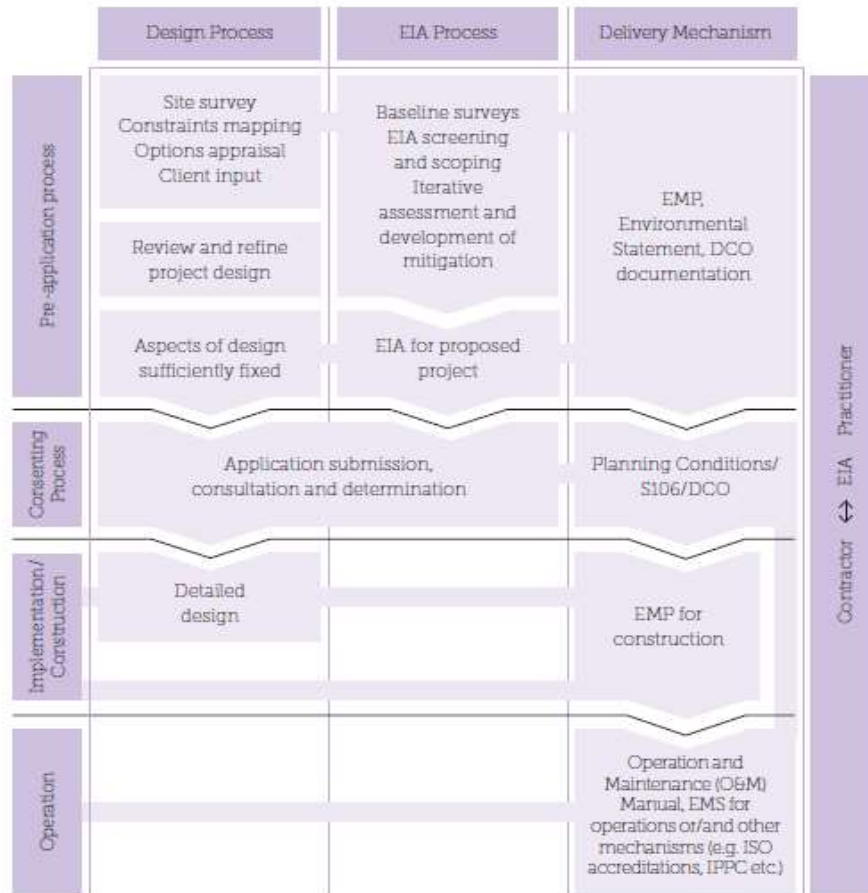 Design Process
EIA Process
Delivery Mechanism
Pre-application process
Site survey
Constraints mapping
Options appraisal
Client input
Review and refine
project design
Aspects of design
sufficiently fixed
Baseline surveys
EIA screening
and scoping
Iterative
assessment and
development of
mitigation
EIA for proposed
project
EMP,
Environmental
Statement, DCO
documentation
Consenting
Process
Application submission,
consultation and determination
Planning Conditions/
S106/DCO
Implementation/
Construction
Detailed
design
EMP for
construction
Operation
Operation and
Maintenance (O&M)
Manual, EMS for
operations or/and other
mechanisms (e.g. ISO
accreditations, IPPC etc.)
Contractor ⇔ EIA Practitioner